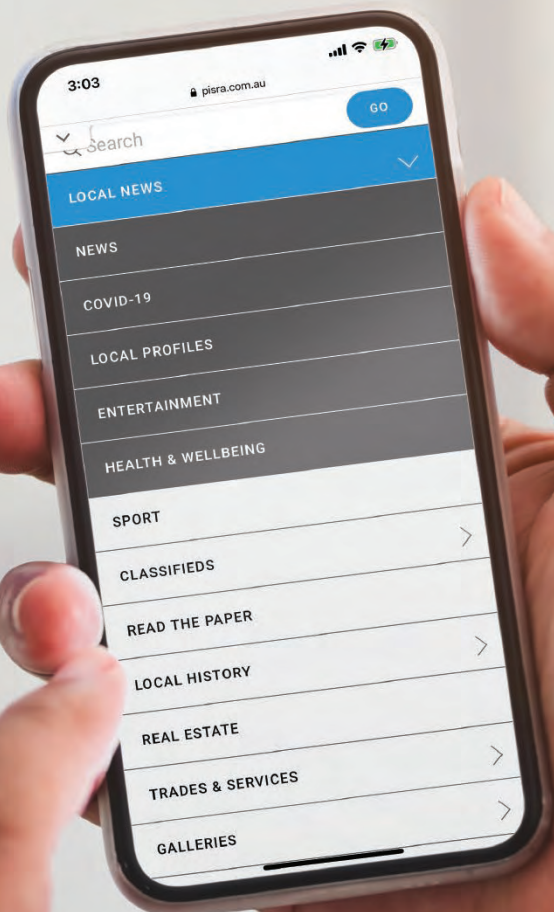 3:03
pisra.com.au
Search
GO
LOCAL NEWS
NEWS
COVID-19
LOCAL PROFILES
ENTERTAINMENT
HEALTH & WELLBEING
SPORT
CLASSIFIEDS
READ THE PAPER
LOCAL HISTORY
REAL ESTATE
TRADES & SERVICES
GALLERIES